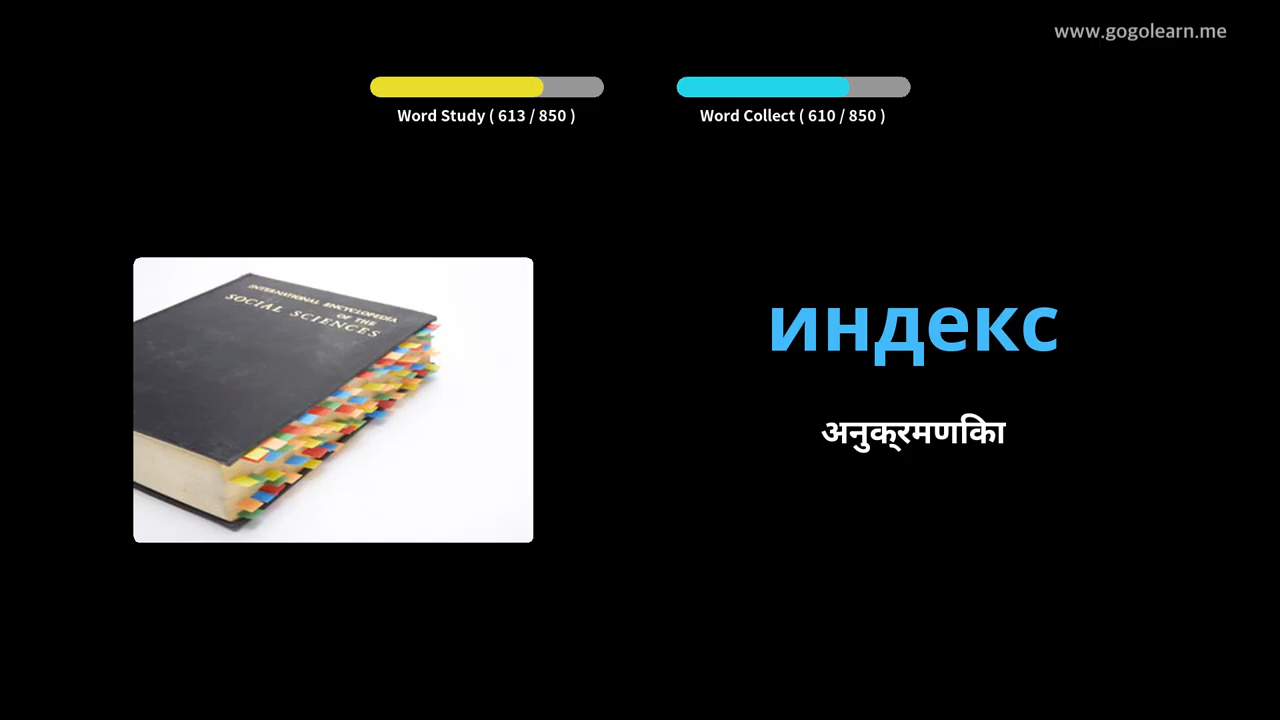 www.gogolearn.me
Word Study ( 613 / 850 )
Word Collect ( 610 / 850 )
INTERNATIONAL ENCYCLOPEDIA
OF THE
SOCIAL SCIENCES
индекс
अनुक्रमणिका